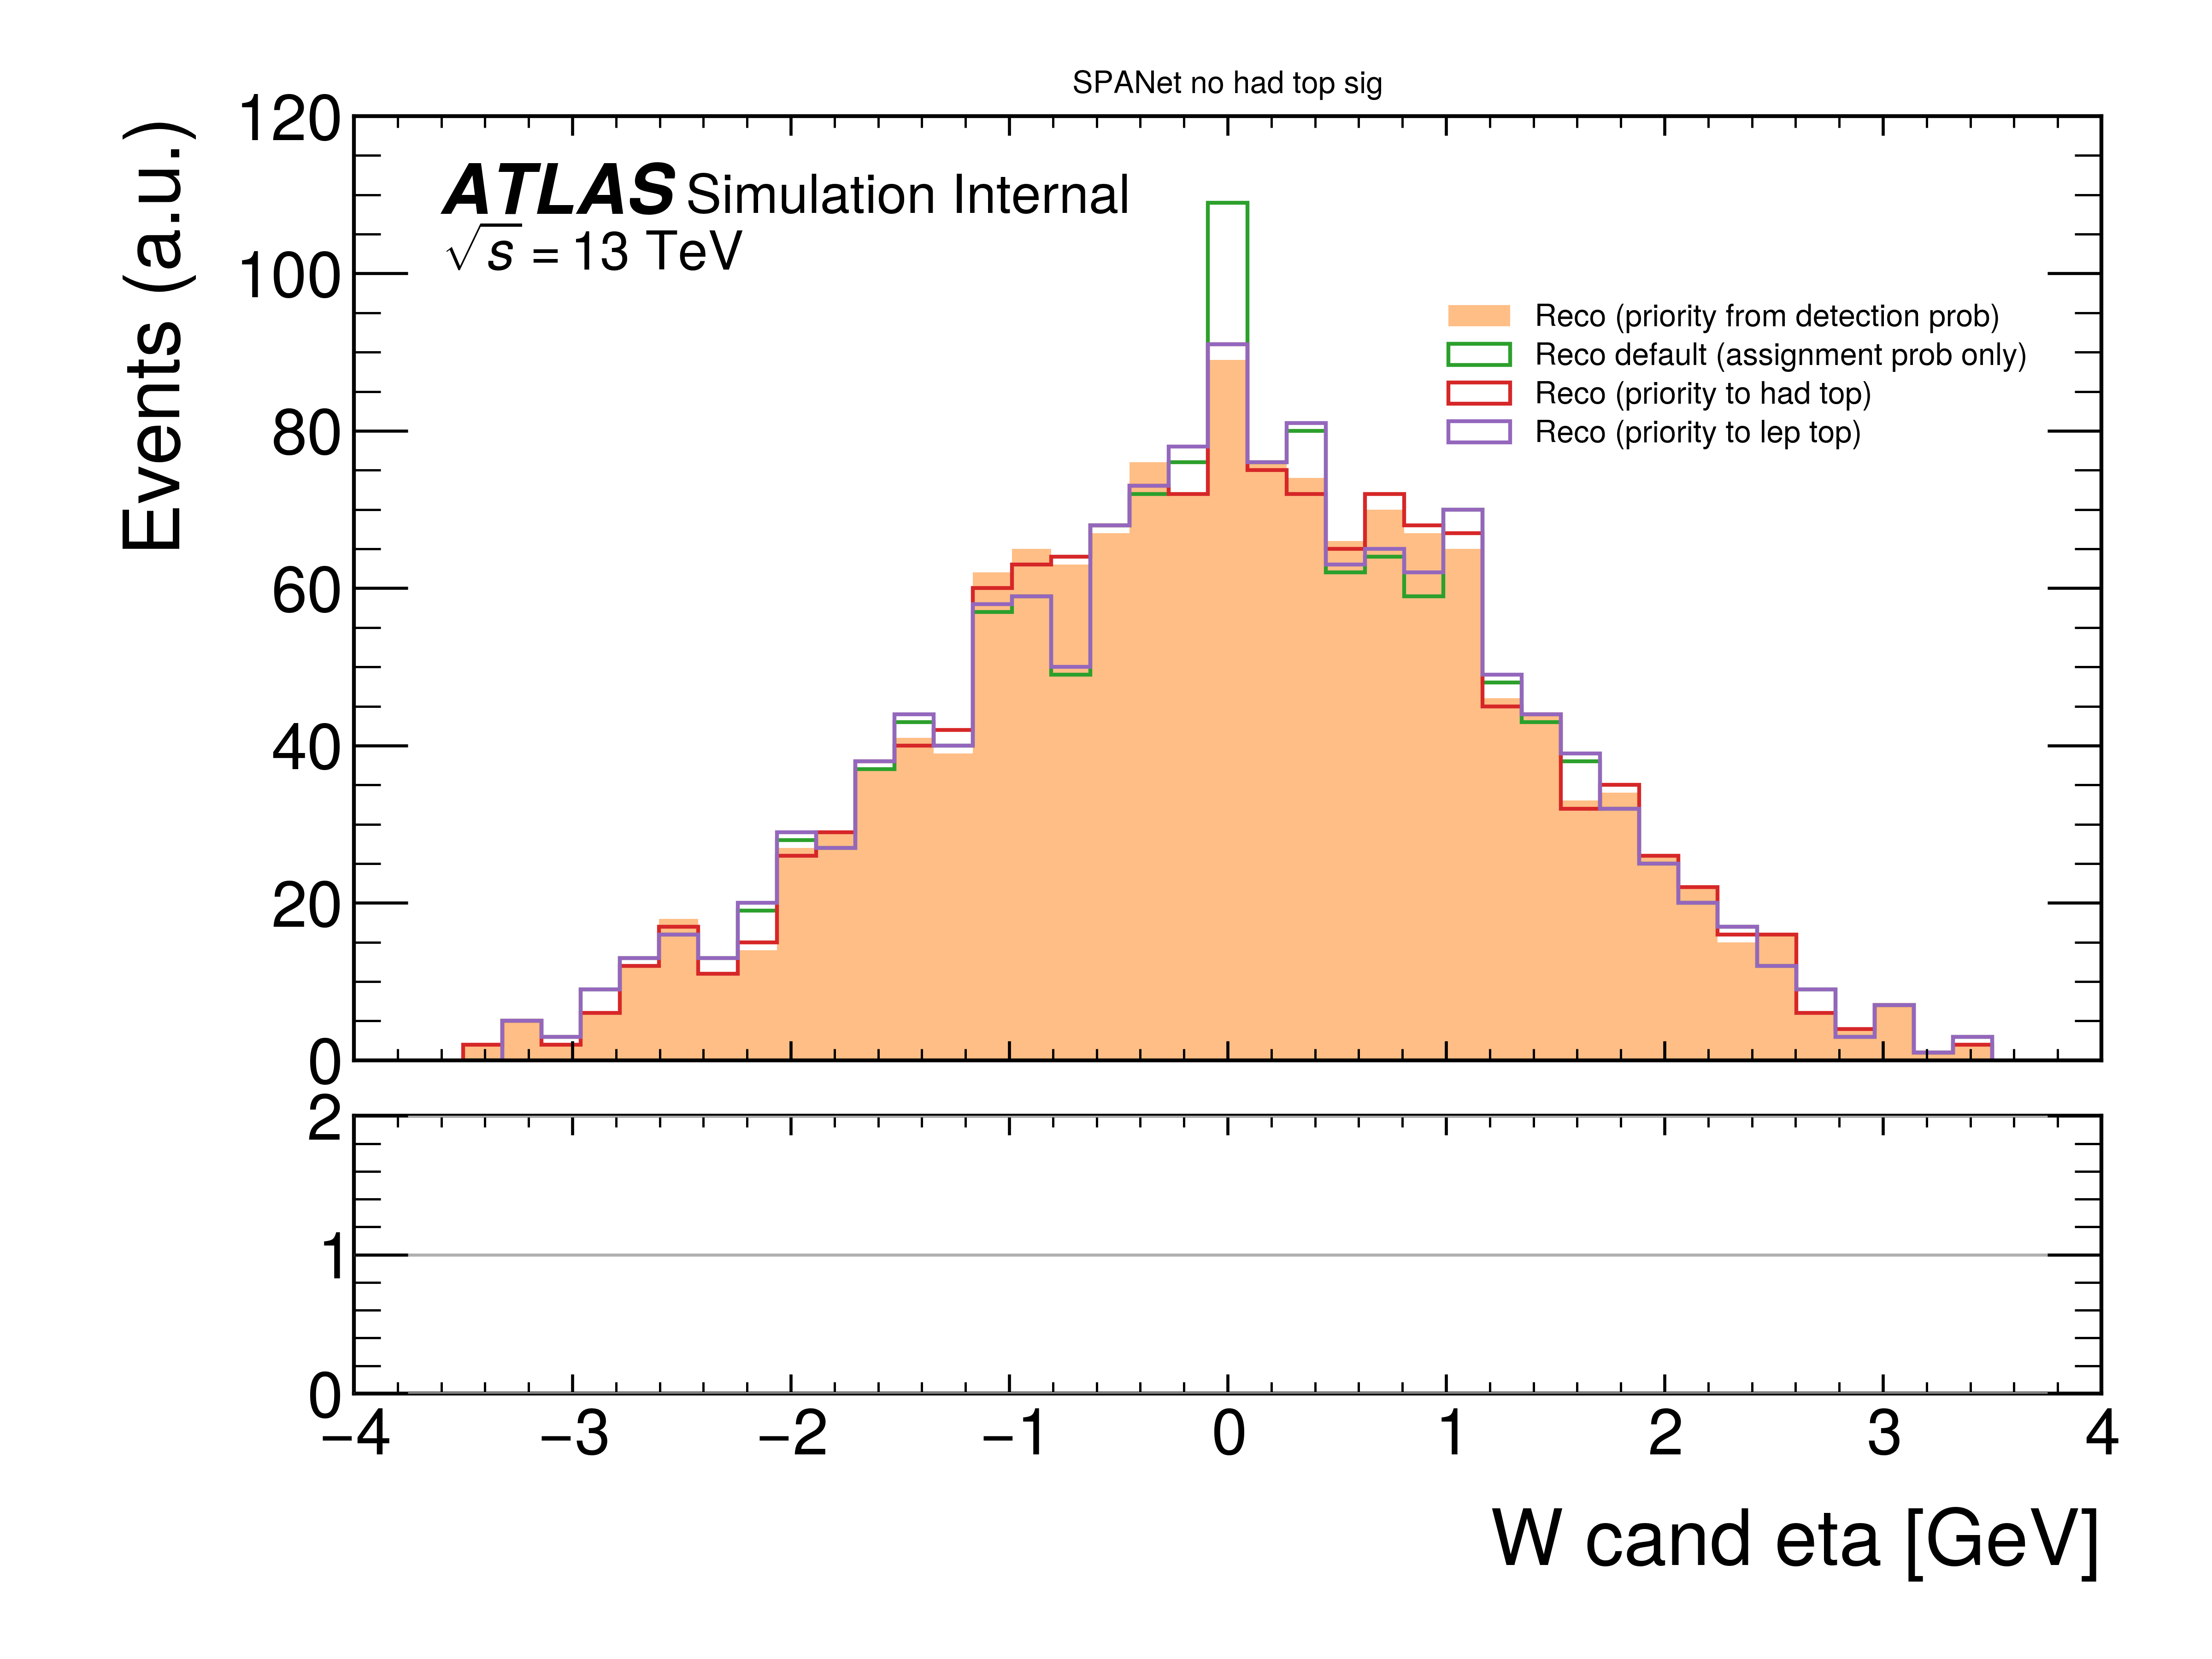 SPANet no had top sig
Events (a.u.)
120
100
80
60
40
20
0
ATLAS Simulation Internal
√s = 13 TeV
Reco (priority from detection prob)
Reco default (assignment prob only)
Reco (priority to had top)
Reco (priority to lep top)
2
1
0
−4 −3 −2 −1 0 1 2 3 4
W cand eta [GeV]